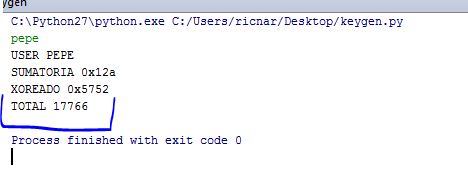 ygen
C:\Python27\python.exe C:/Users/ricnar/Desktop/keygen.py
pepe
USER PEPE
SUMATORIA 0x12a
XOREADO 0x5752
TOTAL 17766
Process finished with exit code 0